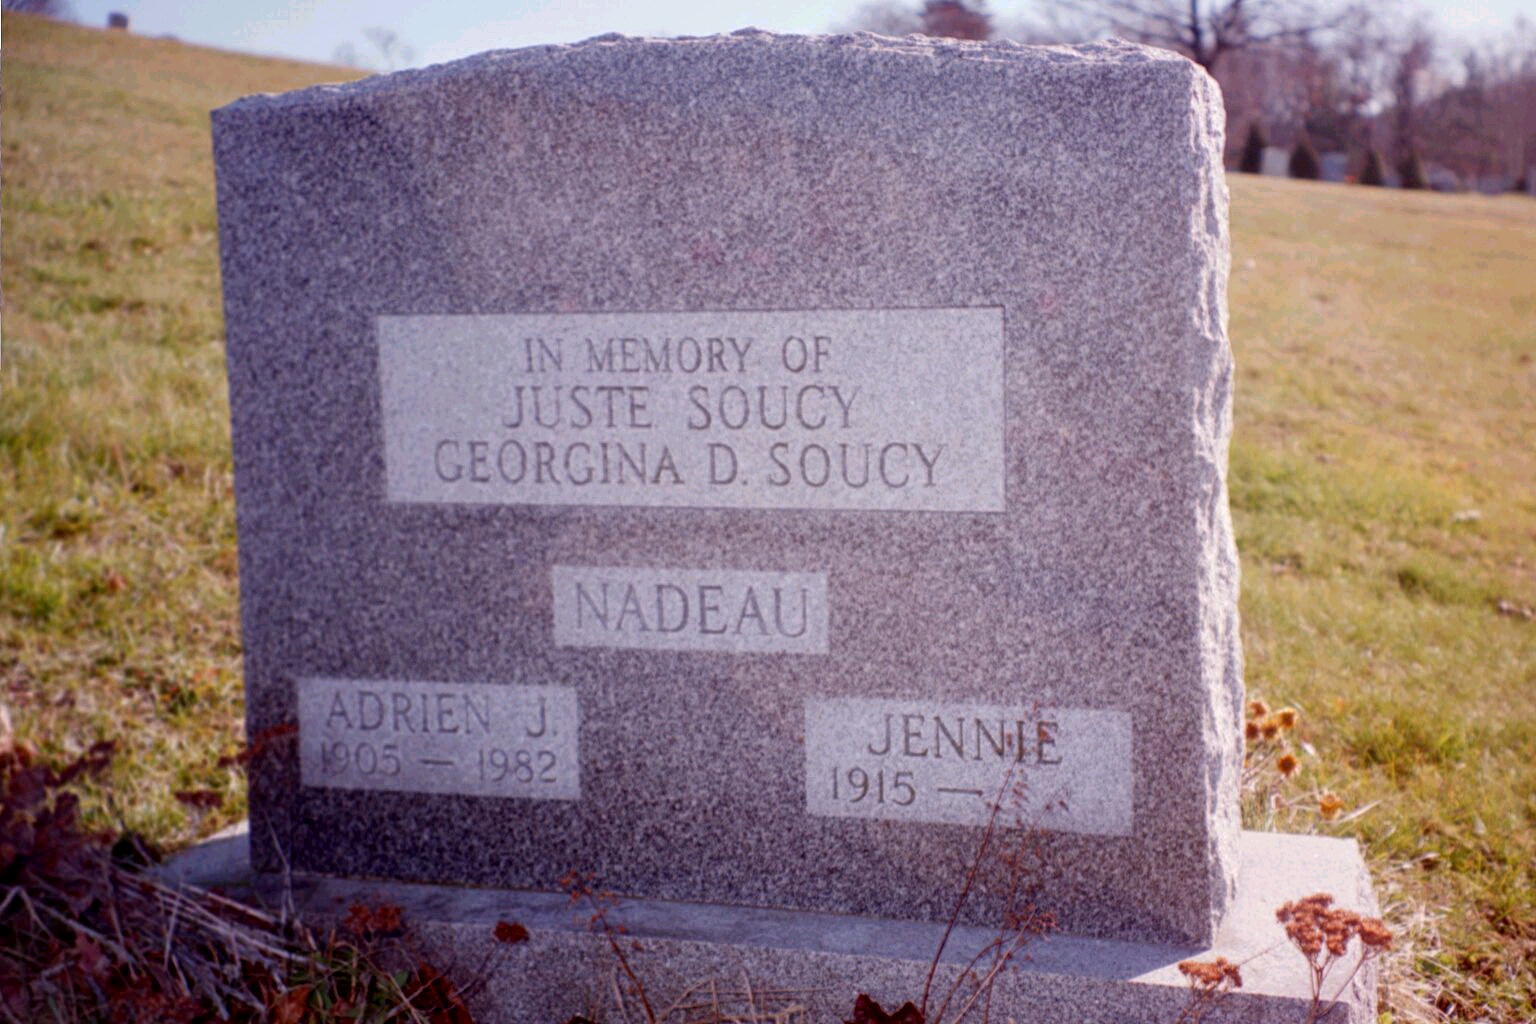 IN MEMORY OF
JUSTE SOUCY
GEORGINA D. SOUCY
NADEAU
ADRIEN J.
1905 — 1982
JENNIE
1915 —